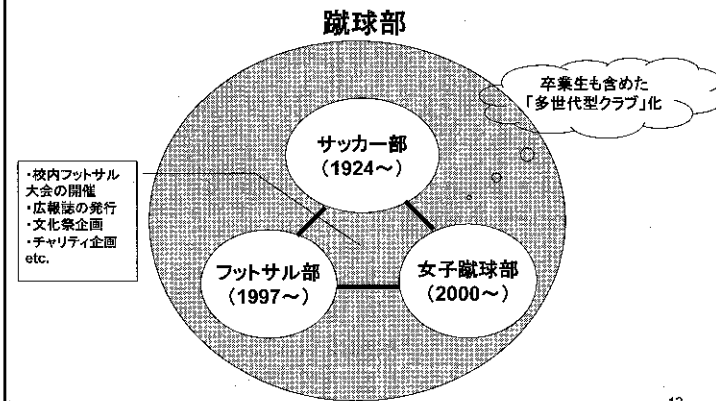 蹴球部
卒業生も含めた
「多世代型クラブ」化
サッカー部
(1924～)
・校内フットサル
大会の開催
・広報誌の発行
・文化祭企画
・チャリティ企画
etc.
フットサル部
(1997～)
女子蹴球部
(2000～)